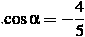 .cos α = −4/5